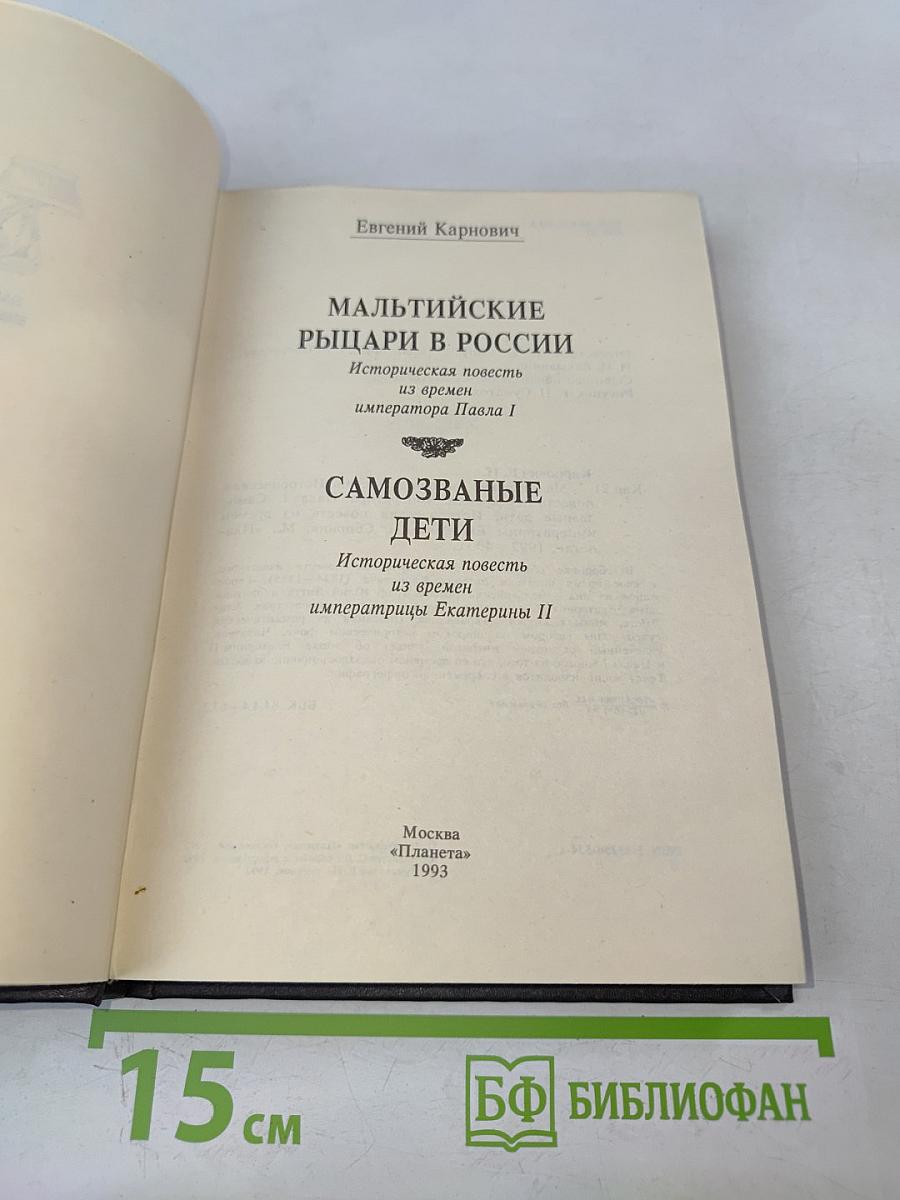 Евгений Карнович
МАЛЬТИЙСКИЕ
РЫЦАРИ В РОССИИ
Историческая повесть
из времен
императора Павла I
САМОЗВАНЫЕ
ДЕТИ
Историческая повесть
из времен
императрицы Екатерины II
Москва
«Планета»
1993
15 см
БФ БИБЛИОФАН